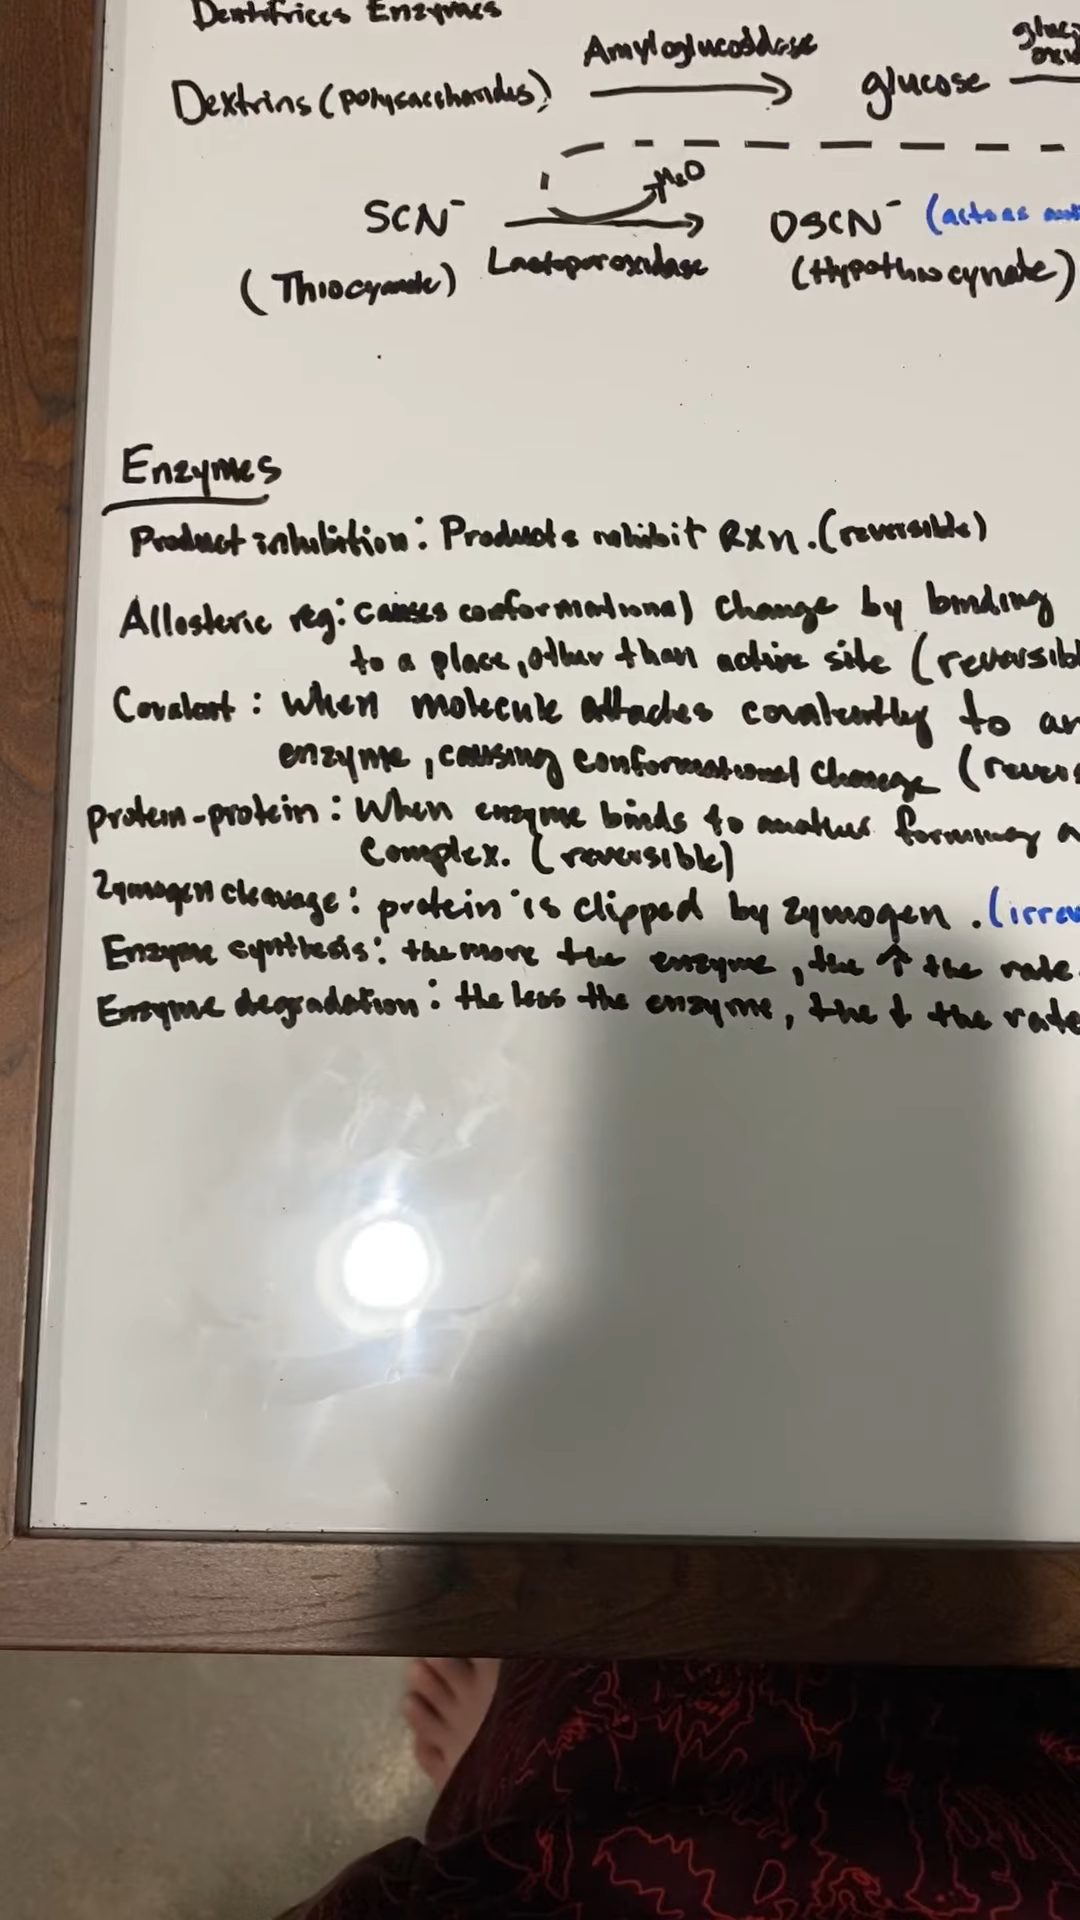 Dentifrices Enzymes
Amyloglucosidase
Dextrins (polysaccharides)
glucose
H₂O
SCN⁻
OSCN⁻ (acts as
Lactoperoxidase
(Thiocyanate)
(Hypothiocynate)
Enzymes
Product inhibition: Products inhibit Rxn. (reversible)
Allosteric reg: causes conformational change by binding
to a place, other than active site (reversibl
Covalent: When molecule attaches covalently to an
enzyme, causing conformational change (revers
protein-protein: When enzyme binds to another forming a
Complex. (reversible)
Zymogen cleavage: protein is clipped by zymogen. (irrev
Enzyme synthesis: the more the enzyme, the ↑ the rate
Enzyme degradation: the less the enzyme, the ↓ the rate